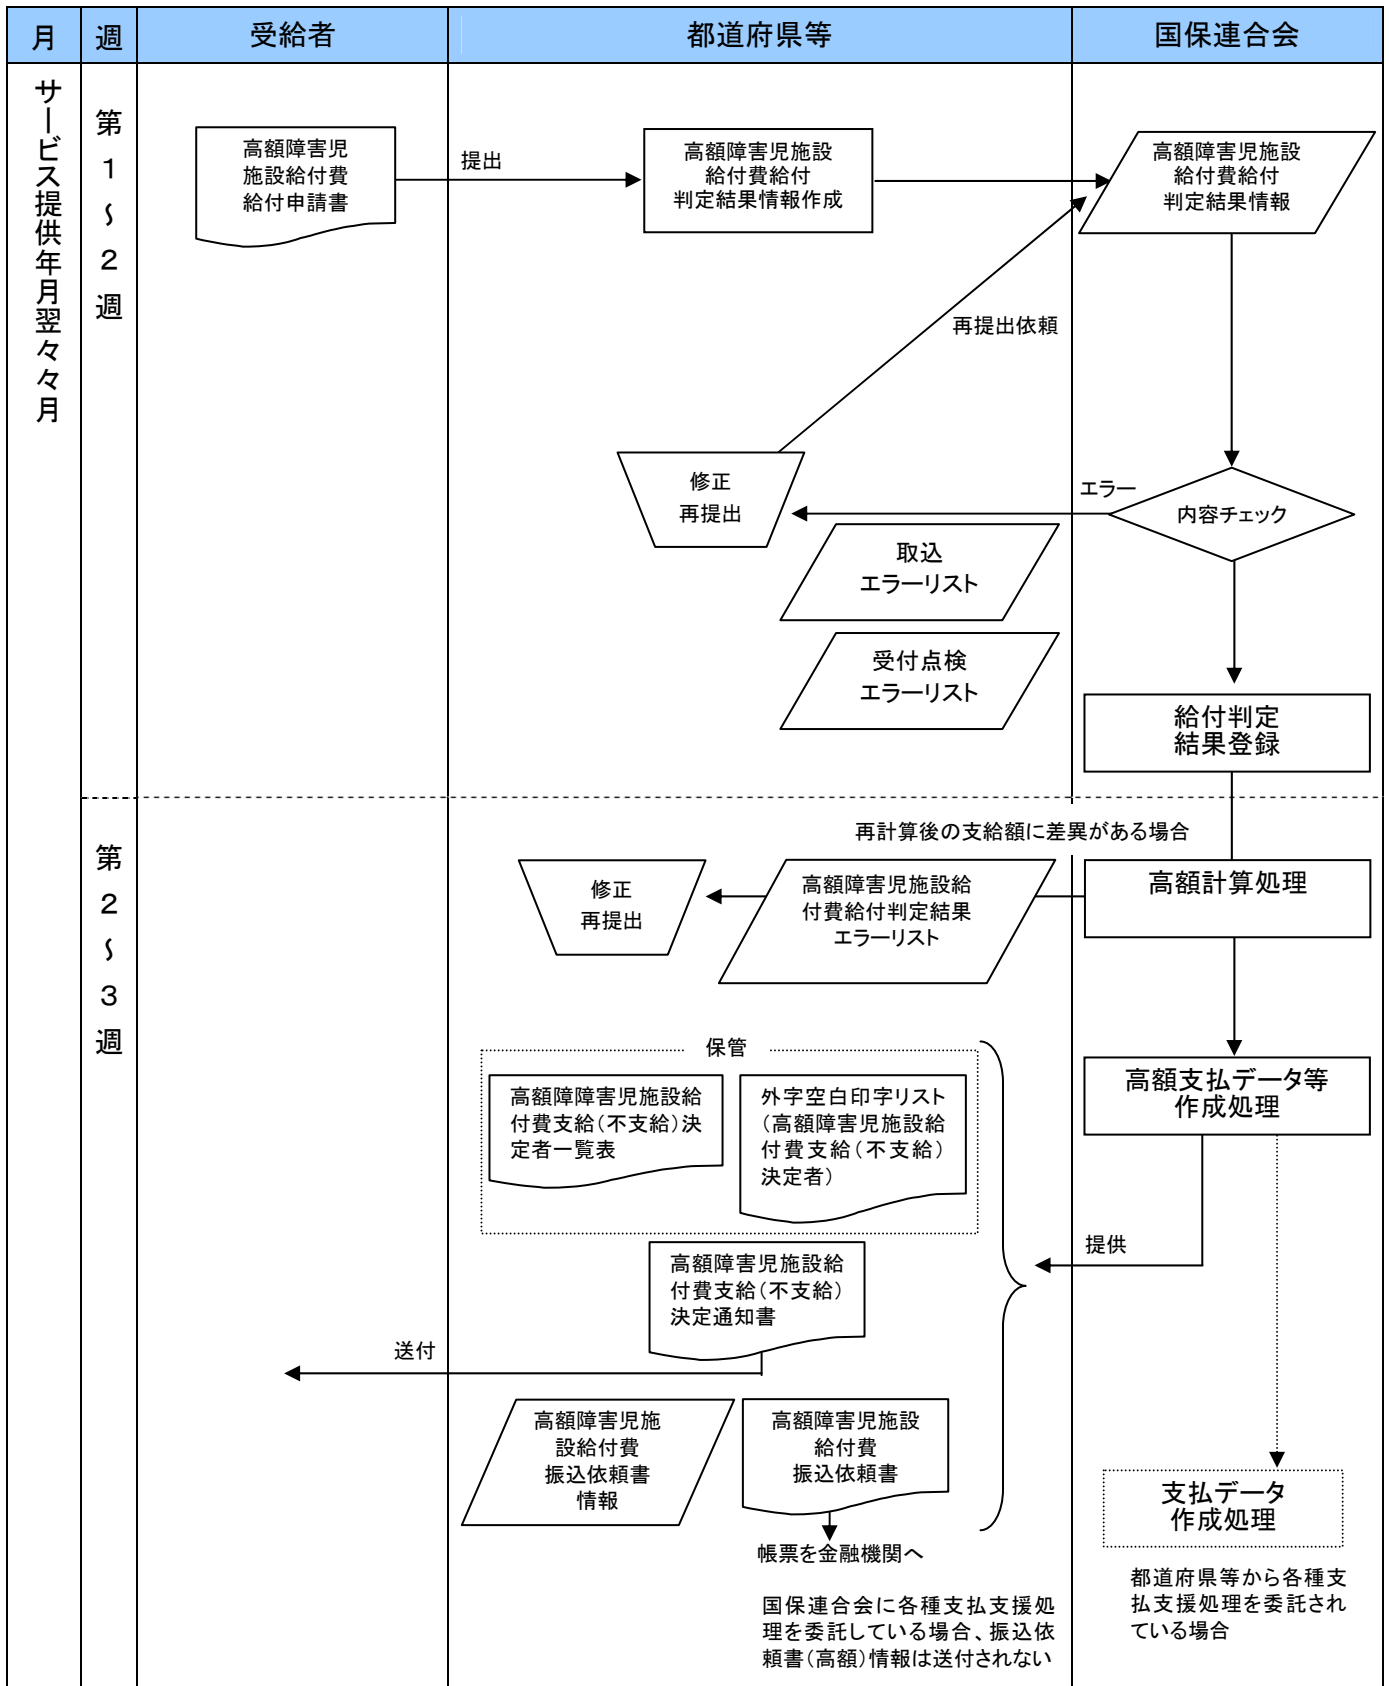 月
週
受給者
都道府県等
国保連合会
サービス提供年月翌々々月
第1～2週
高額障害児
施設給付費
給付申請書
提出
高額障害児施設
給付費給付
判定結果情報作成
高額障害児施設
給付費給付
判定結果情報
再提出依頼
修正
再提出
エラー
内容チェック
取込
エラーリスト
受付点検
エラーリスト
給付判定
結果登録
第2～3週
再計算後の支給額に差異がある場合
修正
再提出
高額障害児施設給
付費給付判定結果
エラーリスト
高額計算処理
保管
高額障障害児施設給
付費支給（不支給）決
定者一覧表
外字空白印字リスト
（高額障害児施設給
付費支給（不支給）
決定者）
高額支払データ等
作成処理
提供
高額障害児施設給
付費支給（不支給）
決定通知書
送付
高額障害児施
設給付費
振込依頼書
情報
高額障害児施設
給付費
振込依頼書
帳票を金融機関へ
支払データ
作成処理
国保連合会に各種支払支援処
理を委託している場合、振込依
頼書（高額）情報は送付されない
都道府県等から各種支
払支援処理を委託され
ている場合